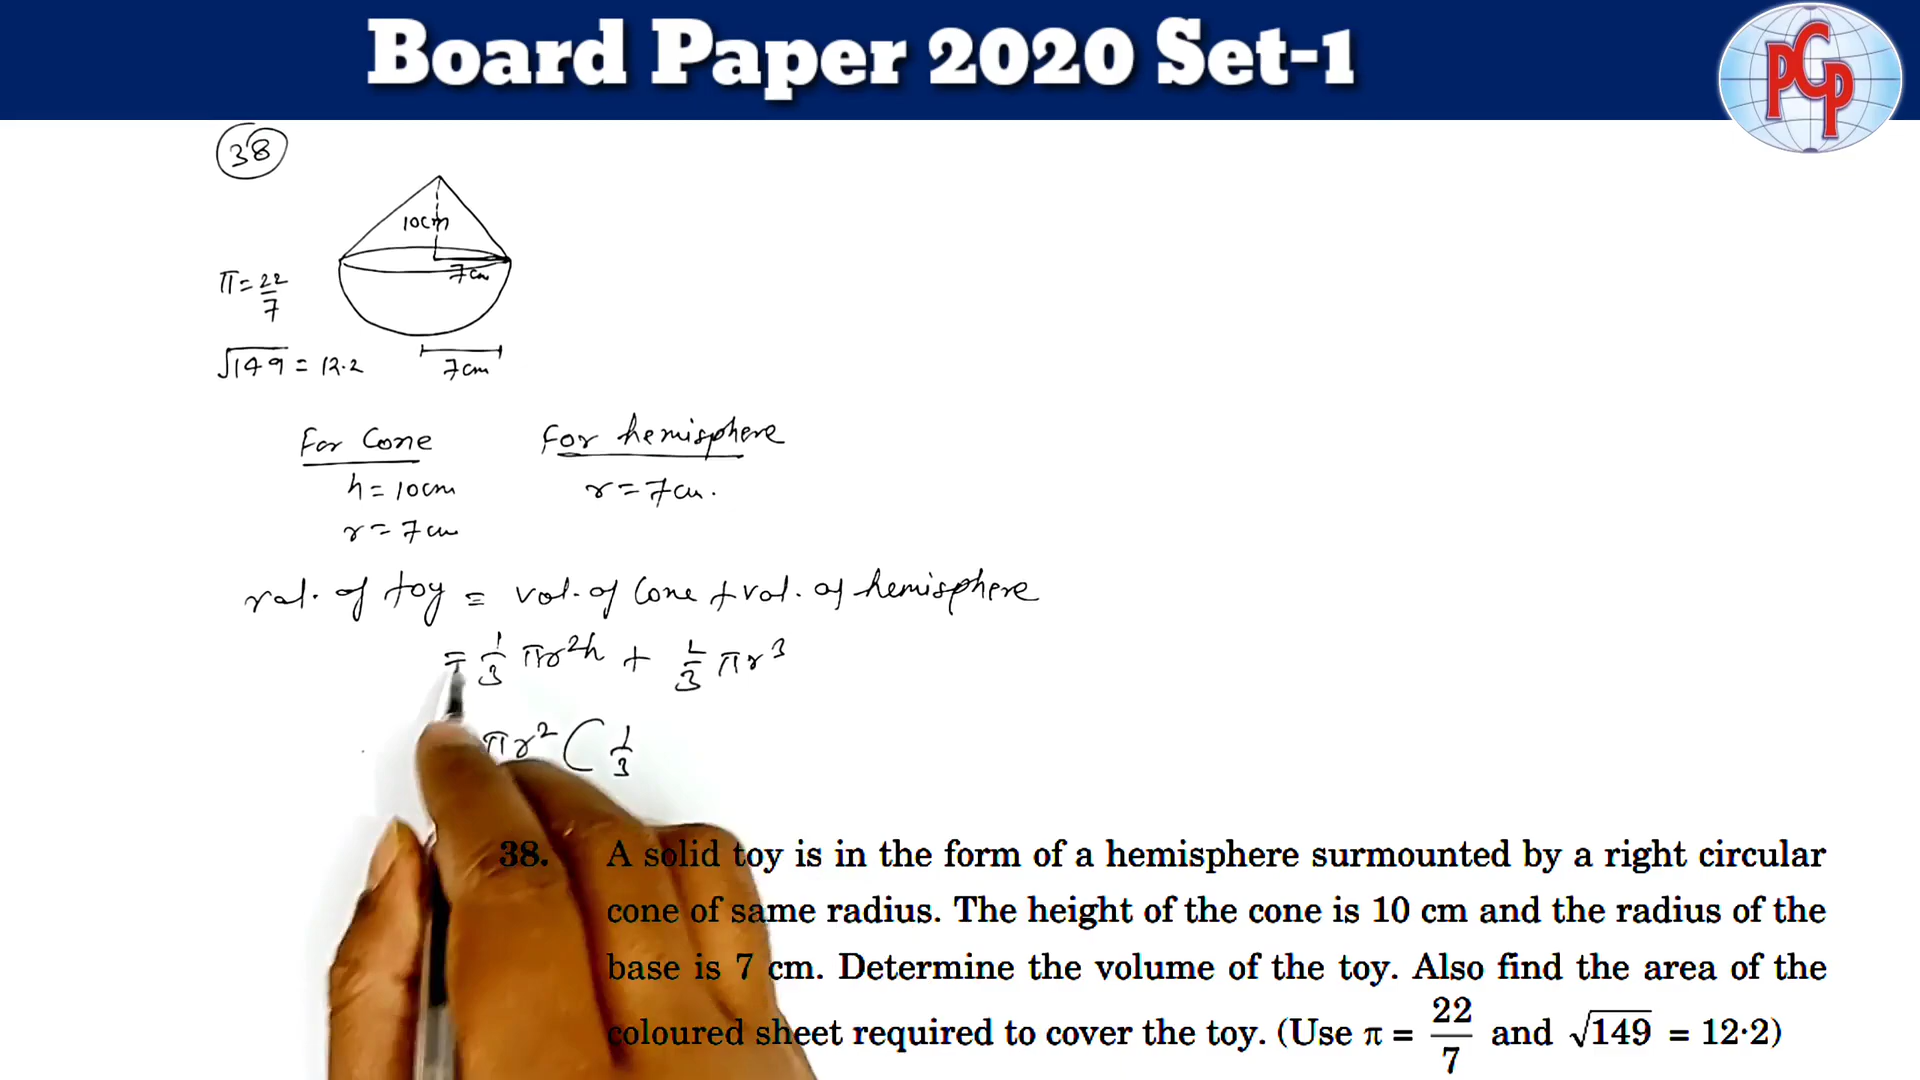 Board Paper 2020 Set-1
PGP
38
10cm
7cm
π = 22/7
√149 = 12.2
7cm
For Cone
For hemisphere
h = 10cm
r = 7cm.
r = 7cm
vol. of toy = vol. of Cone + vol. of hemisphere
= 1/3 πr²h + 2/3 πr³
πr² ( 1/3
38. A solid toy is in the form of a hemisphere surmounted by a right circular
cone of same radius. The height of the cone is 10 cm and the radius of the
base is 7 cm. Determine the volume of the toy. Also find the area of the
coloured sheet required to cover the toy. (Use π = 22/7 and √149 = 12·2)